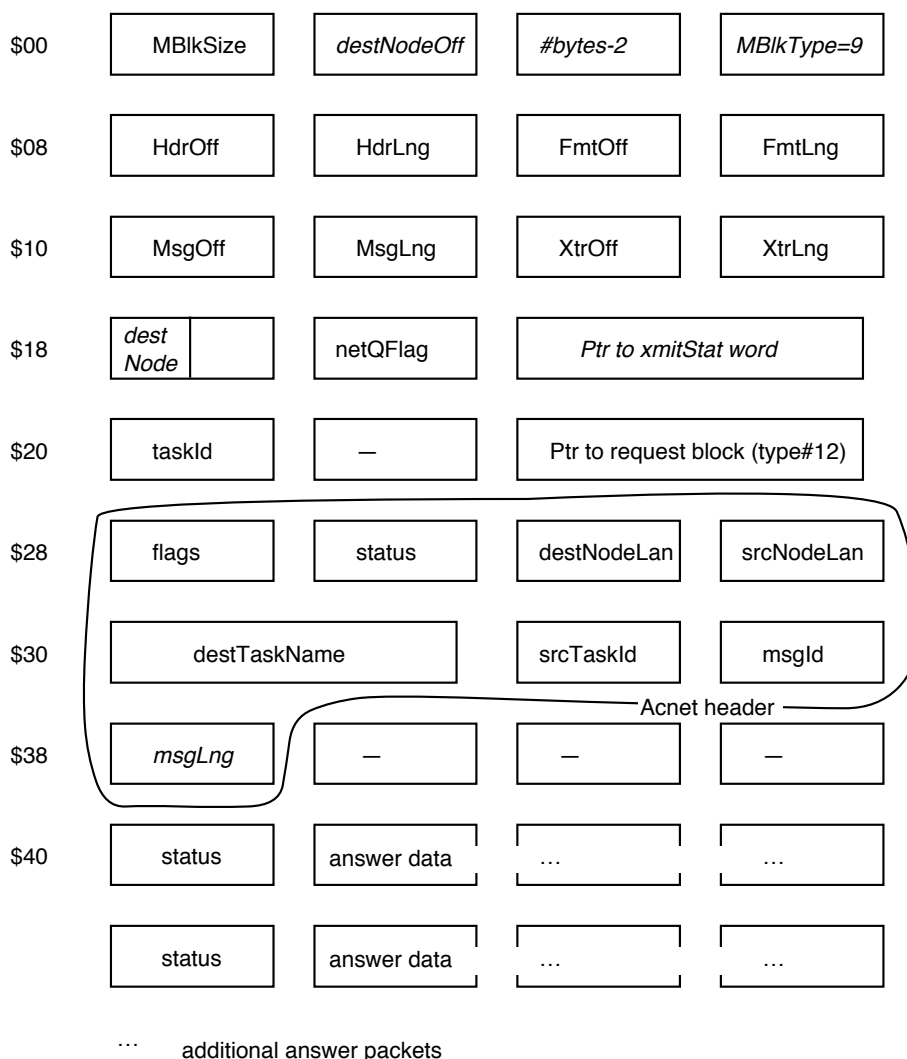 $00 MBlkSize destNodeOff #bytes-2 MBlkType=9
$08 HdrOff HdrLng FmtOff FmtLng
$10 MsgOff MsgLng XtrOff XtrLng
$18 dest Node netQFlag Ptr to xmitStat word
$20 taskId — Ptr to request block (type#12)
$28 flags status destNodeLan srcNodeLan
$30 destTaskName srcTaskId msgId
Acnet header
$38 msgLng — — —
$40 status answer data … …
status answer data … …
… additional answer packets